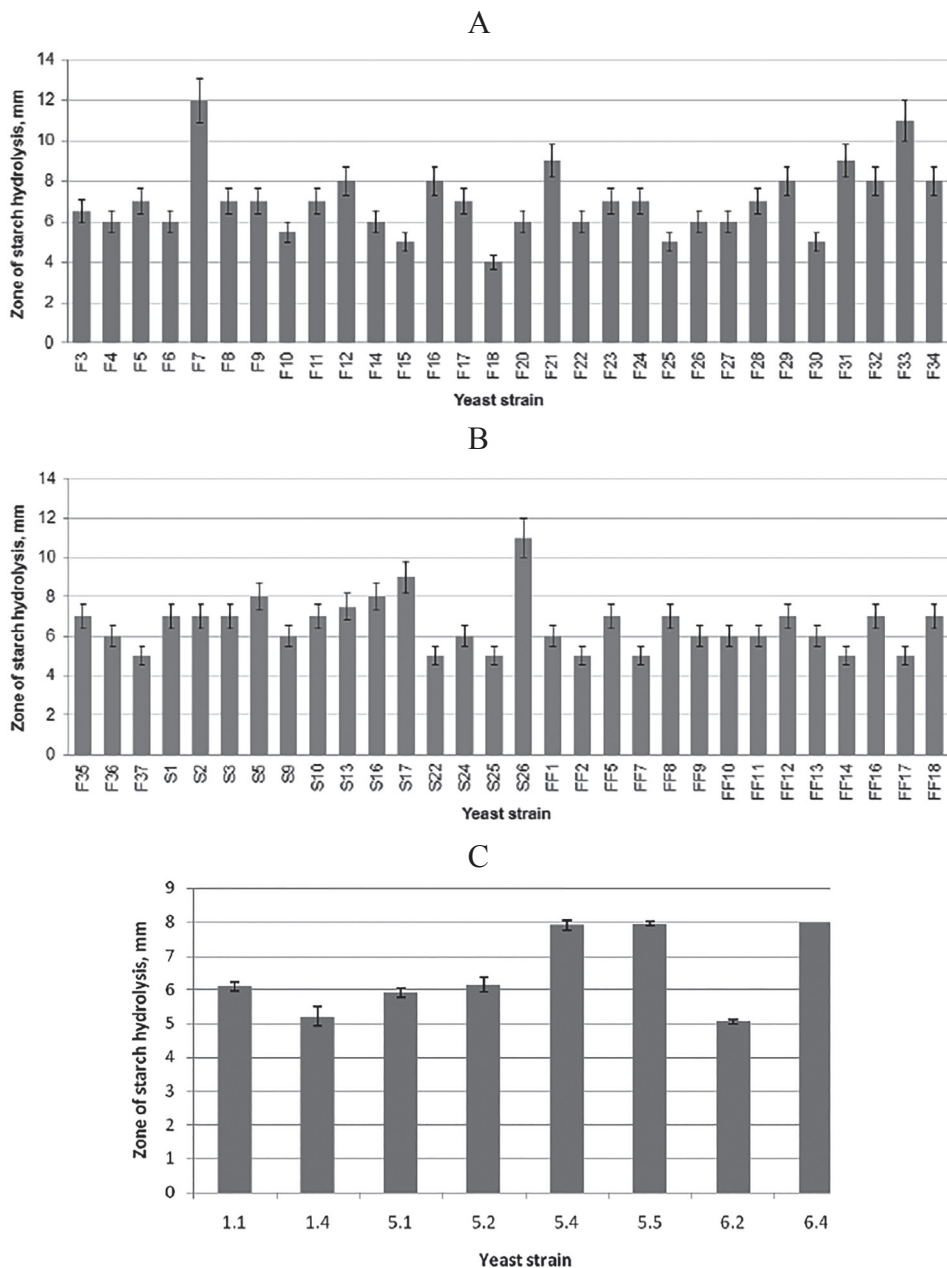 A
Zone of starch hydrolysis, mm
14
12
10
8
6
4
2
0
F3 F4 F5 F6 F7 F8 F9 F10 F11 F12 F14 F15 F16 F17 F18 F20 F21 F22 F23 F24 F25 F26 F27 F28 F29 F30 F31 F32 F33 F34
Yeast strain
B
Zone of starch hydrolysis, mm
14
12
10
8
6
4
2
0
F35 F36 F37 S1 S2 S3 S5 S9 S10 S13 S16 S17 S22 S24 S25 S26 FF1 FF2 FF5 FF7 FF8 FF9 FF10 FF11 FF12 FF13 FF14 FF16 FF17 FF18
Yeast strain
C
Zone of starch hydrolysis, mm
9
8
7
6
5
4
3
2
1
0
1.1 1.4 5.1 5.2 5.4 5.5 6.2 6.4
Yeast strain